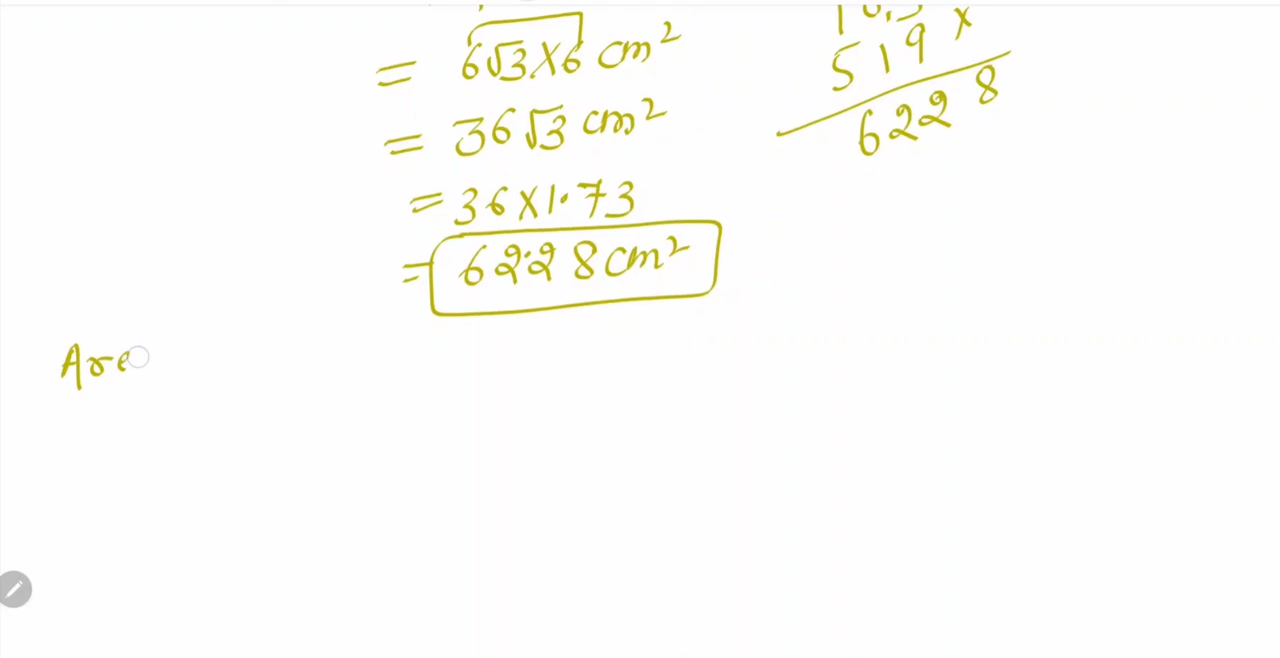 = 6√3×6 cm²
= 36√3 cm²
= 36×1.73
= 62.28 cm²
519×
6228
Are